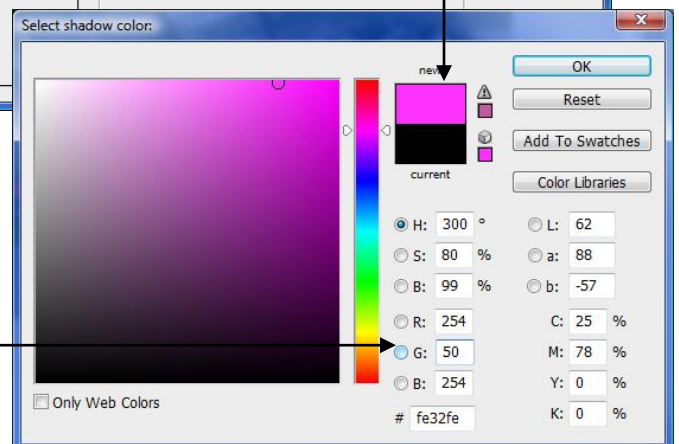 Select shadow color:
new
OK
Reset
Add To Swatches
current
Color Libraries
H: 300 °
L: 62
S: 80 %
a: 88
B: 99 %
b: -57
R: 254
C: 25 %
G: 50
M: 78 %
B: 254
Y: 0 %
Only Web Colors
# fe32fe
K: 0 %